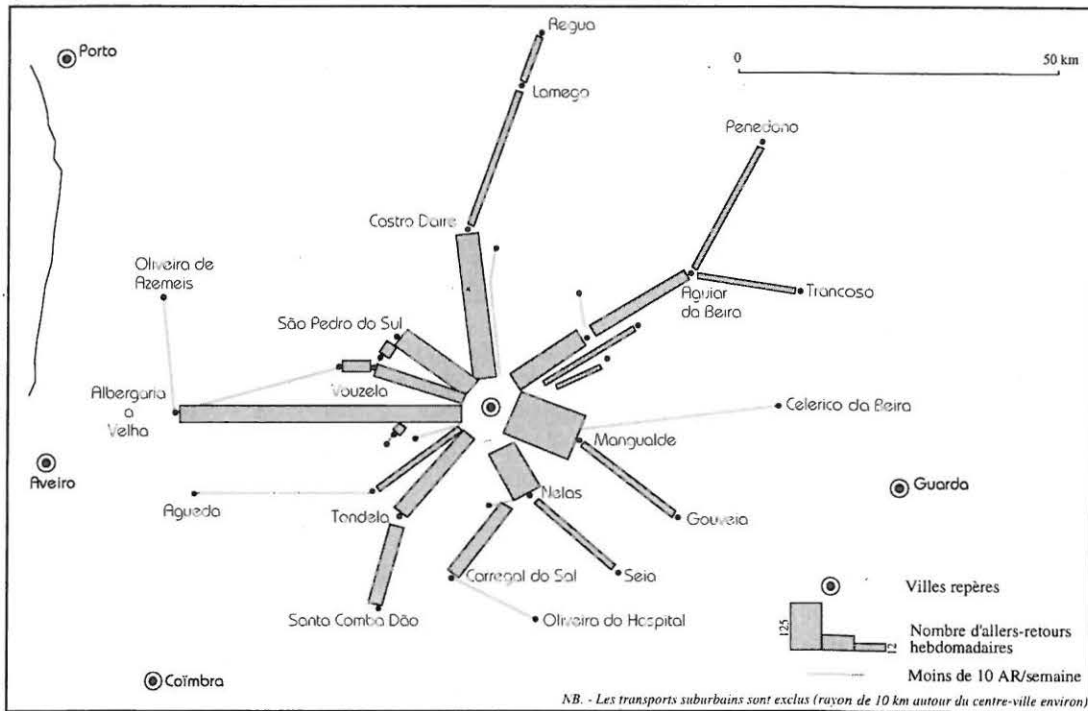 Regua
Porto
0
50 km
Lamego
Penedono
Castro Daire
Oliveira de
Azemeis
Aguiar
da Beira
Trancoso
São Pedro do Sul
Vouzela
Albergaria
a
Velha
Celerico da Beira
Mangualde
Aveiro
Guarda
Agueda
Nelas
Tondela
Gouveia
Carregal do Sal
Seia
Santa Comba Dão
Oliveira do Hospital
Villes repères
125
12
Nombre d'allers-retours
hebdomadaires
Coïmbra
Moins de 10 AR/semaine
NB. - Les transports suburbains sont exclus (rayon de 10 km autour du centre-ville environ)